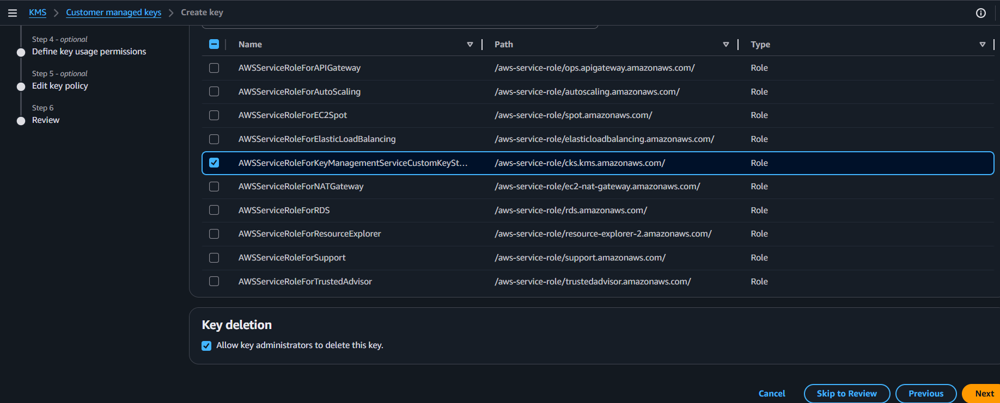 KMS > Customer managed keys > Create key
Step 4 - optional
Define key usage permissions
Step 5 - optional
Edit key policy
Step 6
Review
Name Path Type
AWSServiceRoleForAPIGateway /aws-service-role/ops.apigateway.amazonaws.com/ Role
AWSServiceRoleForAutoScaling /aws-service-role/autoscaling.amazonaws.com/ Role
AWSServiceRoleForEC2Spot /aws-service-role/spot.amazonaws.com/ Role
AWSServiceRoleForElasticLoadBalancing /aws-service-role/elasticloadbalancing.amazonaws.com/ Role
AWSServiceRoleForKeyManagementServiceCustomKeySt... /aws-service-role/cks.kms.amazonaws.com/ Role
AWSServiceRoleForNATGateway /aws-service-role/ec2-nat-gateway.amazonaws.com/ Role
AWSServiceRoleForRDS /aws-service-role/rds.amazonaws.com/ Role
AWSServiceRoleForResourceExplorer /aws-service-role/resource-explorer-2.amazonaws.com/ Role
AWSServiceRoleForSupport /aws-service-role/support.amazonaws.com/ Role
AWSServiceRoleForTrustedAdvisor /aws-service-role/trustedadvisor.amazonaws.com/ Role
Key deletion
Allow key administrators to delete this key.
Cancel Skip to Review Previous Next